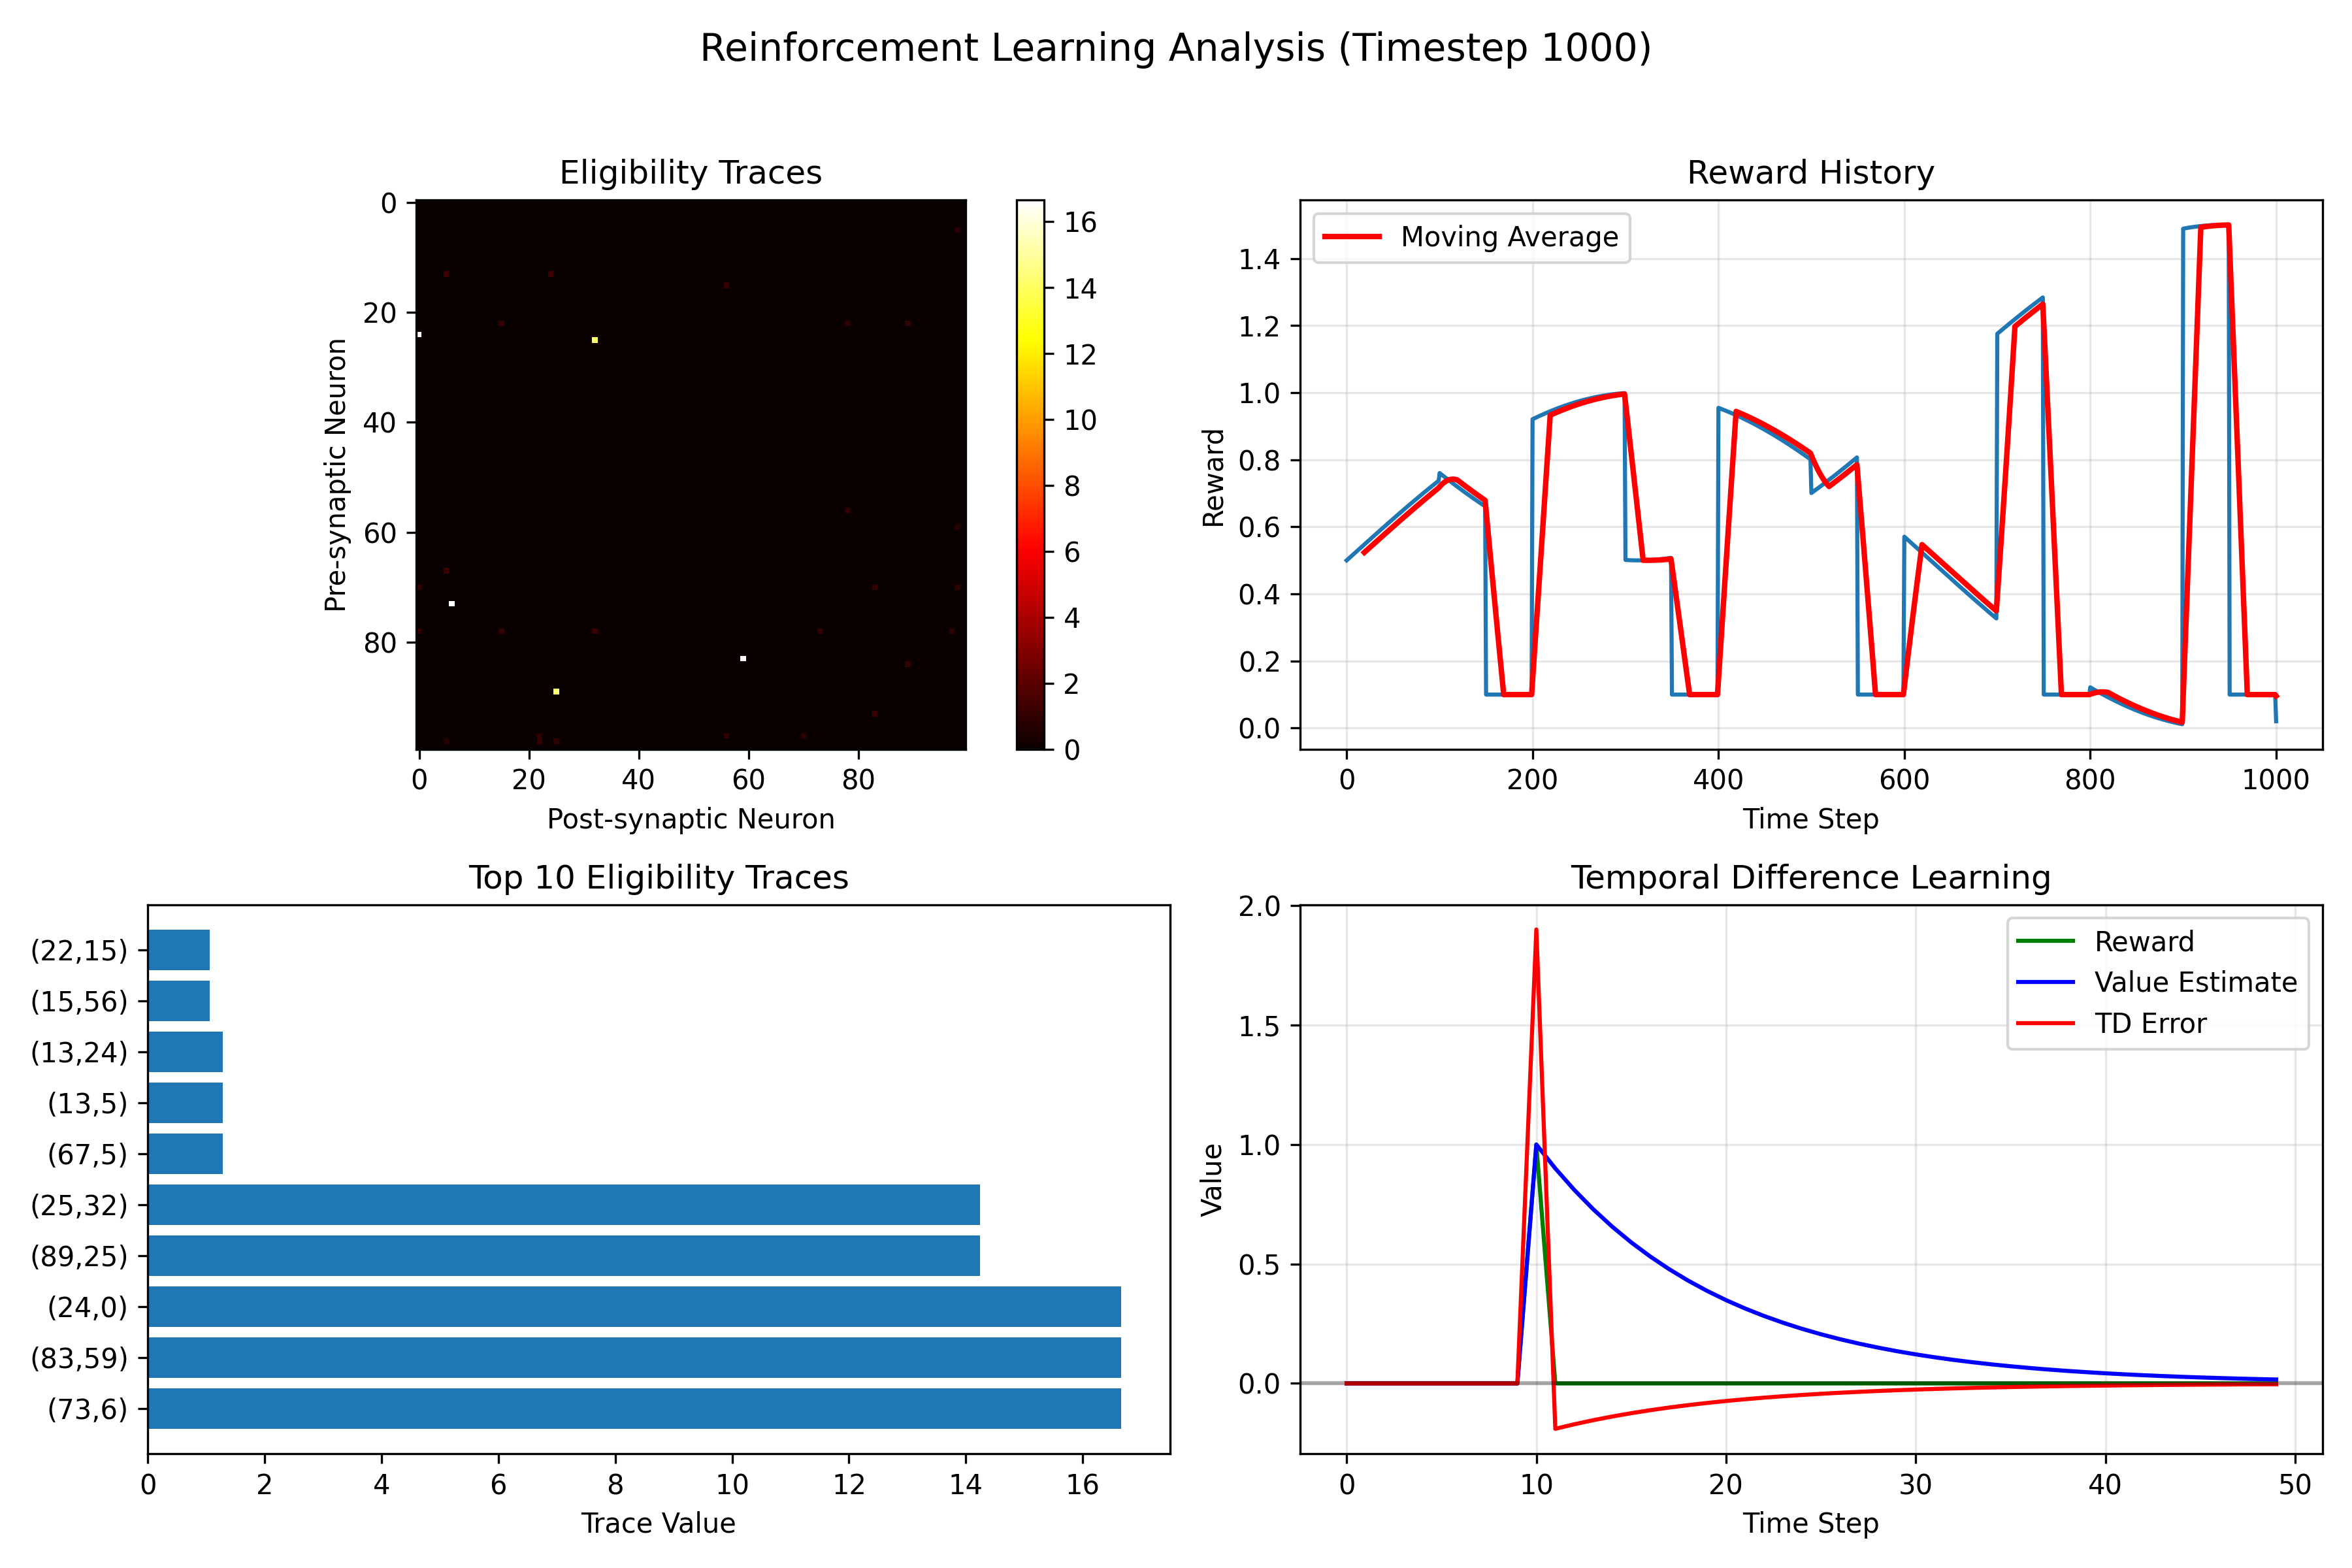 Reinforcement Learning Analysis (Timestep 1000)
Eligibility Traces
0
20
40
60
80
Pre-synaptic Neuron
0 20 40 60 80
Post-synaptic Neuron
16
14
12
10
8
6
4
2
0
Reward History
Moving Average
1.4
1.2
1.0
0.8
0.6
0.4
0.2
0.0
Reward
0 200 400 600 800 1000
Time Step
Top 10 Eligibility Traces
(22,15)
(15,56)
(13,24)
(13,5)
(67,5)
(25,32)
(89,25)
(24,0)
(83,59)
(73,6)
0 2 4 6 8 10 12 14 16
Trace Value
Temporal Difference Learning
Reward
Value Estimate
TD Error
2.0
1.5
1.0
0.5
0.0
Value
0 10 20 30 40 50
Time Step